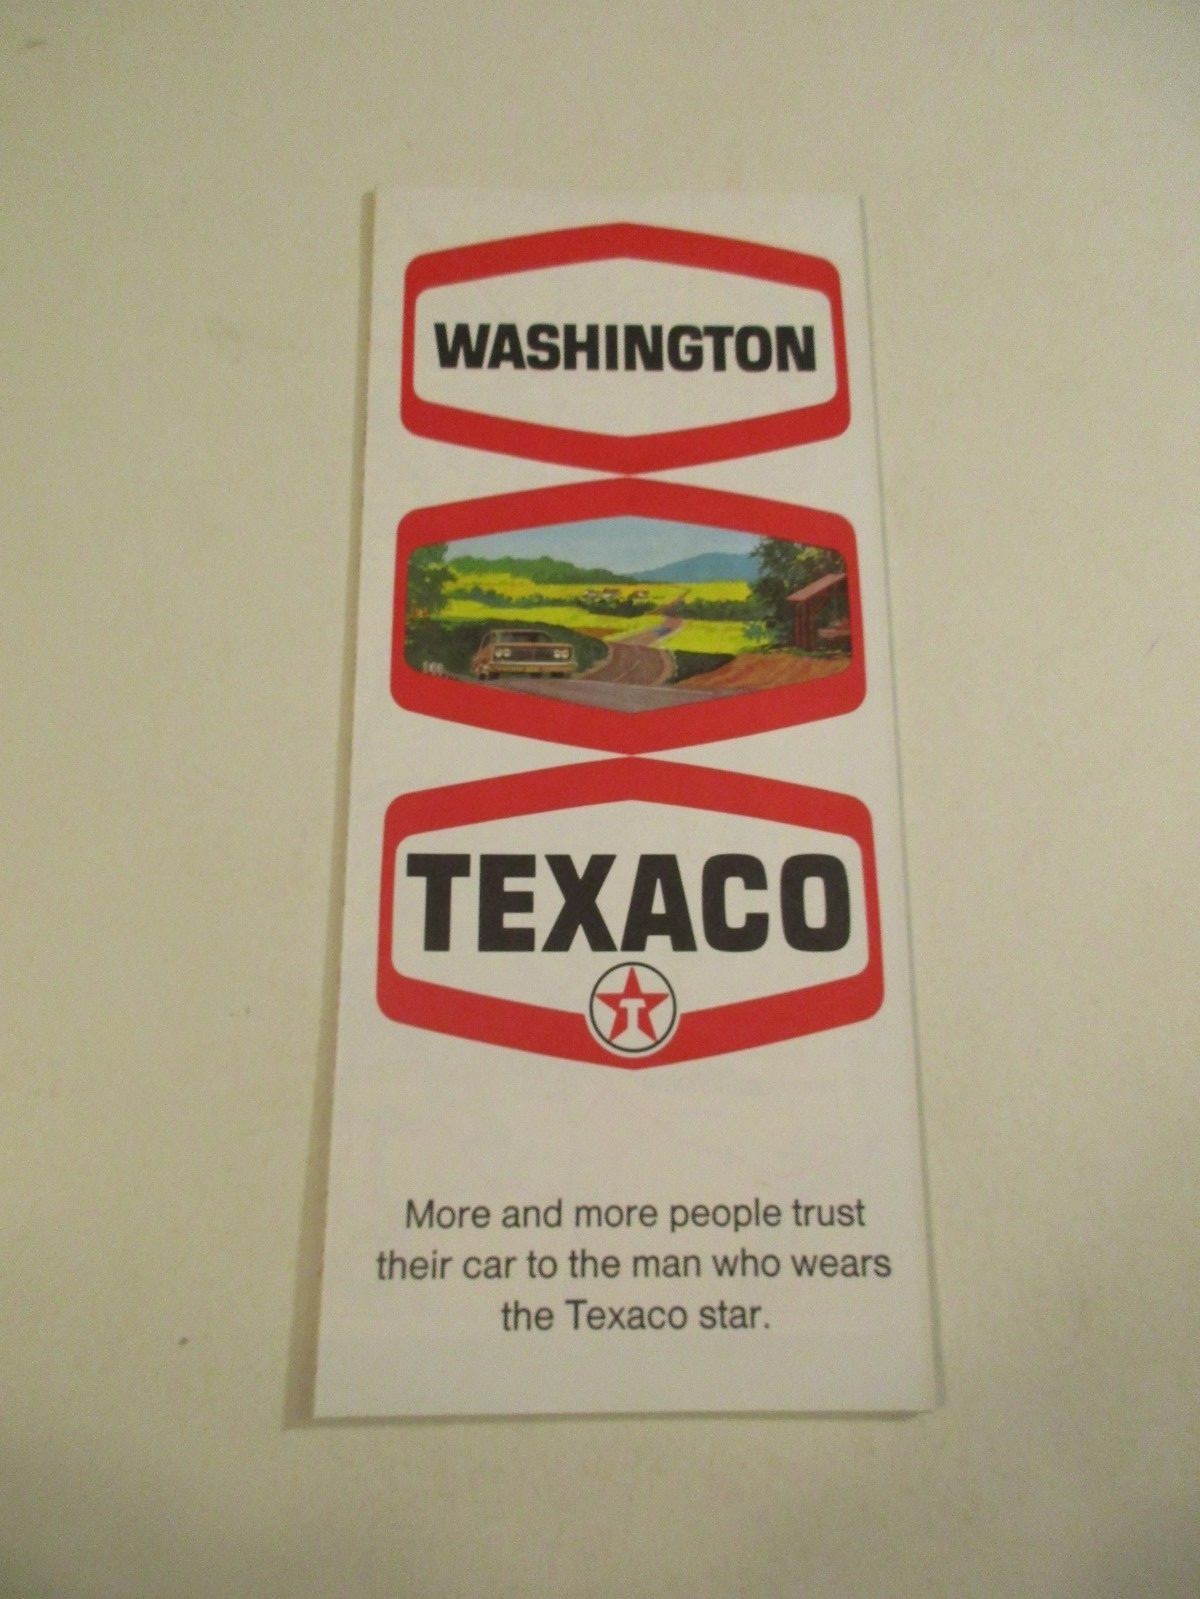 WASHINGTON
TEXACO
T
More and more people trust
their car to the man who wears
the Texaco star.